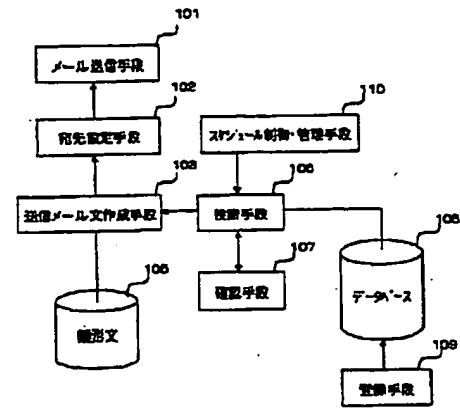 101
メール送信手段
102
宛先設定手段
110
スケジュール制御・管理手段
103
送信メール文作成手段
106
検索手段
105
雛形文
107
確認手段
108
データベース
109
登録手段